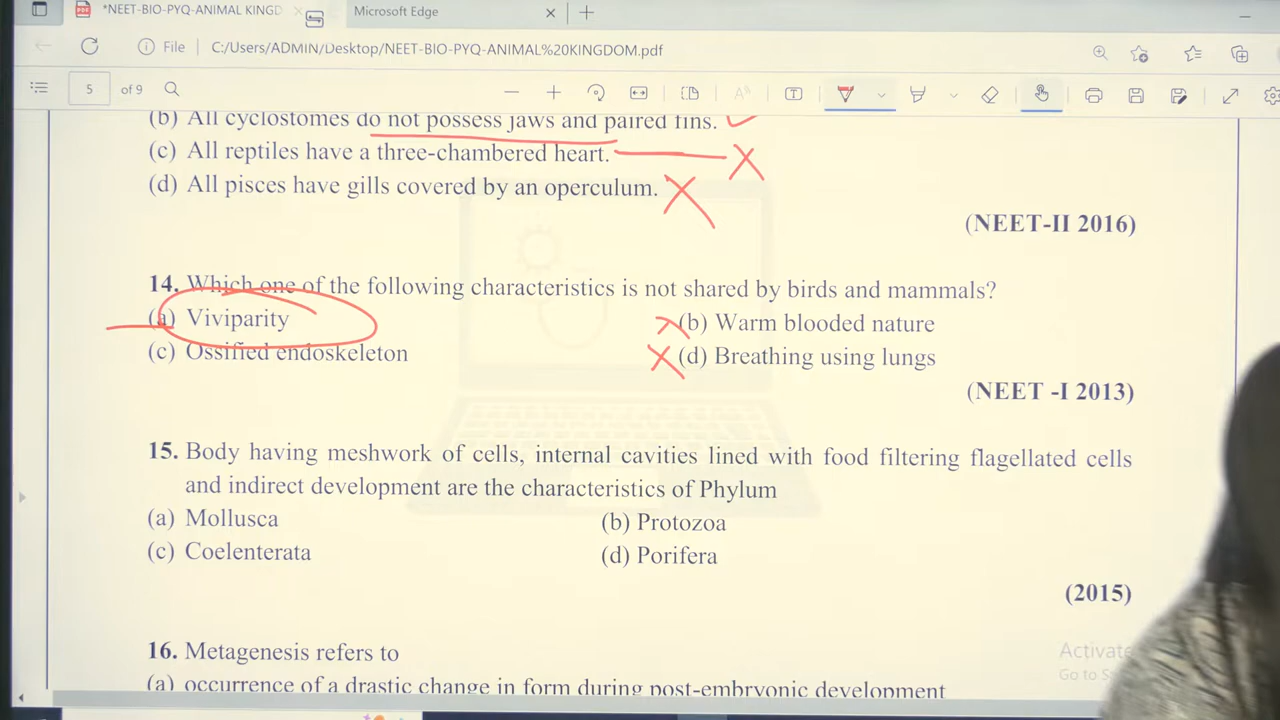 *NEET-BIO-PYQ-ANIMAL KINGD
Microsoft Edge
File
C:/Users/ADMIN/Desktop/NEET-BIO-PYQ-ANIMAL%20KINGDOM.pdf
5 of 9
(b) All cyclostomes do not possess jaws and paired fins.
(c) All reptiles have a three-chambered heart.
(d) All pisces have gills covered by an operculum.
(NEET-II 2016)
14. Which one of the following characteristics is not shared by birds and mammals?
(a) Viviparity (b) Warm blooded nature
(c) Ossified endoskeleton (d) Breathing using lungs
(NEET -I 2013)
15. Body having meshwork of cells, internal cavities lined with food filtering flagellated cells
and indirect development are the characteristics of Phylum
(a) Mollusca (b) Protozoa
(c) Coelenterata (d) Porifera
(2015)
16. Metagenesis refers to
Activate
Go to S
(a) occurrence of a drastic change in form during post-embryonic development